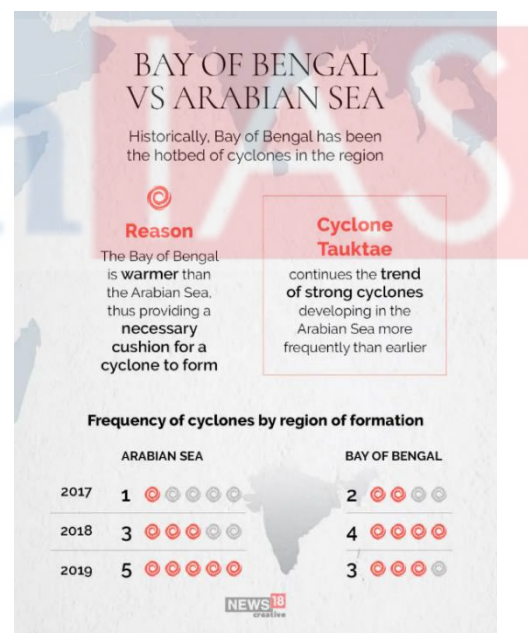 BAY OF BENGAL
VS ARABIAN SEA
Historically, Bay of Bengal has been
the hotbed of cyclones in the region
Reason
The Bay of Bengal
is warmer than
the Arabian Sea,
thus providing a
necessary
cushion for a
cyclone to form
Cyclone
Tauktae
continues the trend
of strong cyclones
developing in the
Arabian Sea more
frequently than earlier
Frequency of cyclones by region of formation
ARABIAN SEA BAY OF BENGAL
2017 1 2
2018 3 4
2019 5 3
NEWS18
creative
IAS